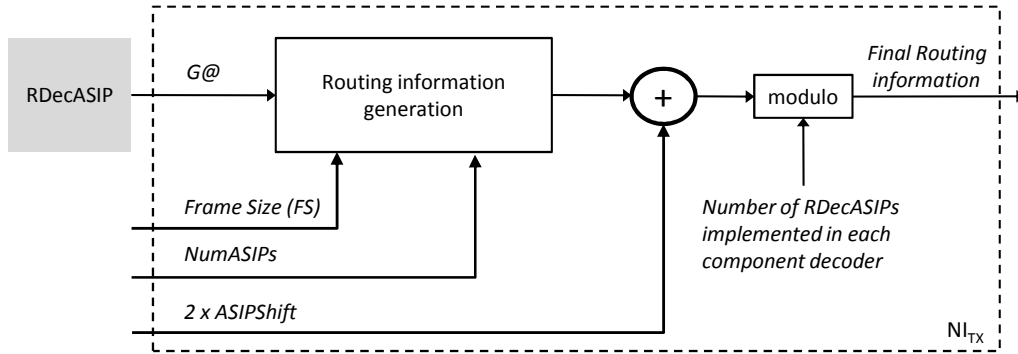 RDecASIP
G@
Routing information
generation
+
modulo
Final Routing
information
Frame Size (FS)
NumASIPs
2 x ASIPShift
Number of RDecASIPs
implemented in each
component decoder
NITX